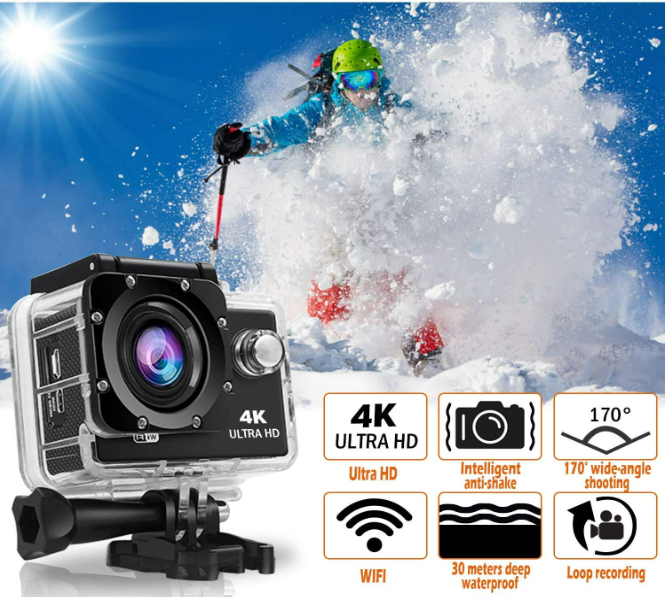 4K
ULTRA HD
4K
ULTRA HD
Ultra HD
Intelligent
anti-shake
170°
170° wide-angle
shooting
WIFI
30 meters deep
waterproof
Loop recording